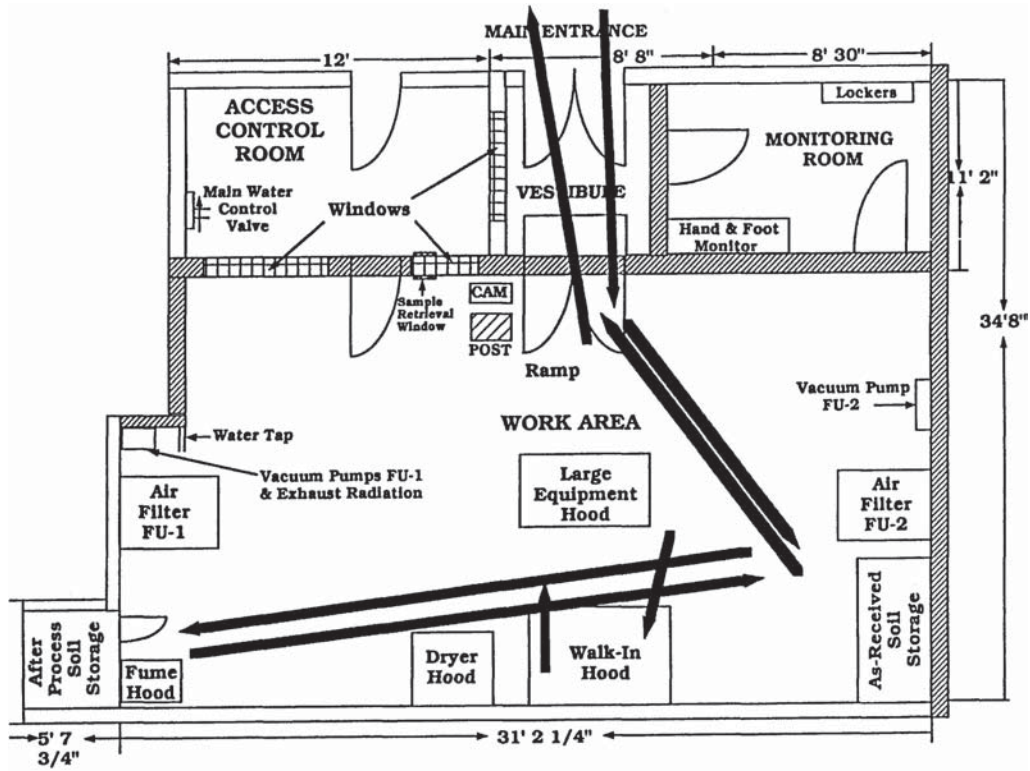 MAIN ENTRANCE
12'
8' 8"
8' 30"
ACCESS
CONTROL
ROOM
Lockers
MONITORING
ROOM
11' 2"
Main Water
Control
Valve
Windows
VESTIBULE
Hand & Foot
Monitor
Sample
Retrieval
Window
CAM
POST
34'8"
Ramp
Vacuum Pump
FU-2
WORK AREA
Water Tap
Vacuum Pumps FU-1
& Exhaust Radiation
Air
Filter
FU-1
Large
Equipment
Hood
Air
Filter
FU-2
After
Process
Soil
Storage
Fume
Hood
Dryer
Hood
Walk-In
Hood
As-Received
Soil
Storage
5' 7
3/4"
31' 2 1/4"